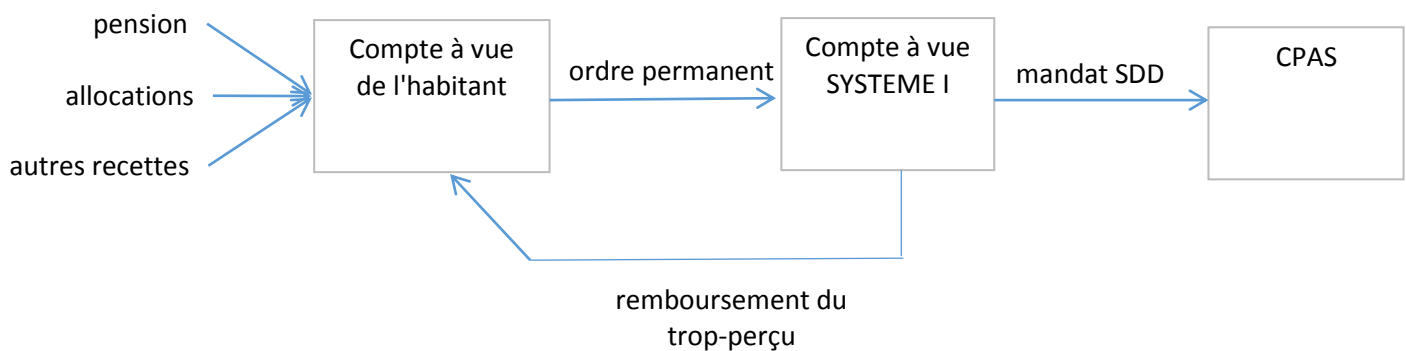 pension
allocations
autres recettes
Compte à vue
de l'habitant
ordre permanent
Compte à vue
SYSTEME I
mandat SDD
CPAS
remboursement du
trop-perçu